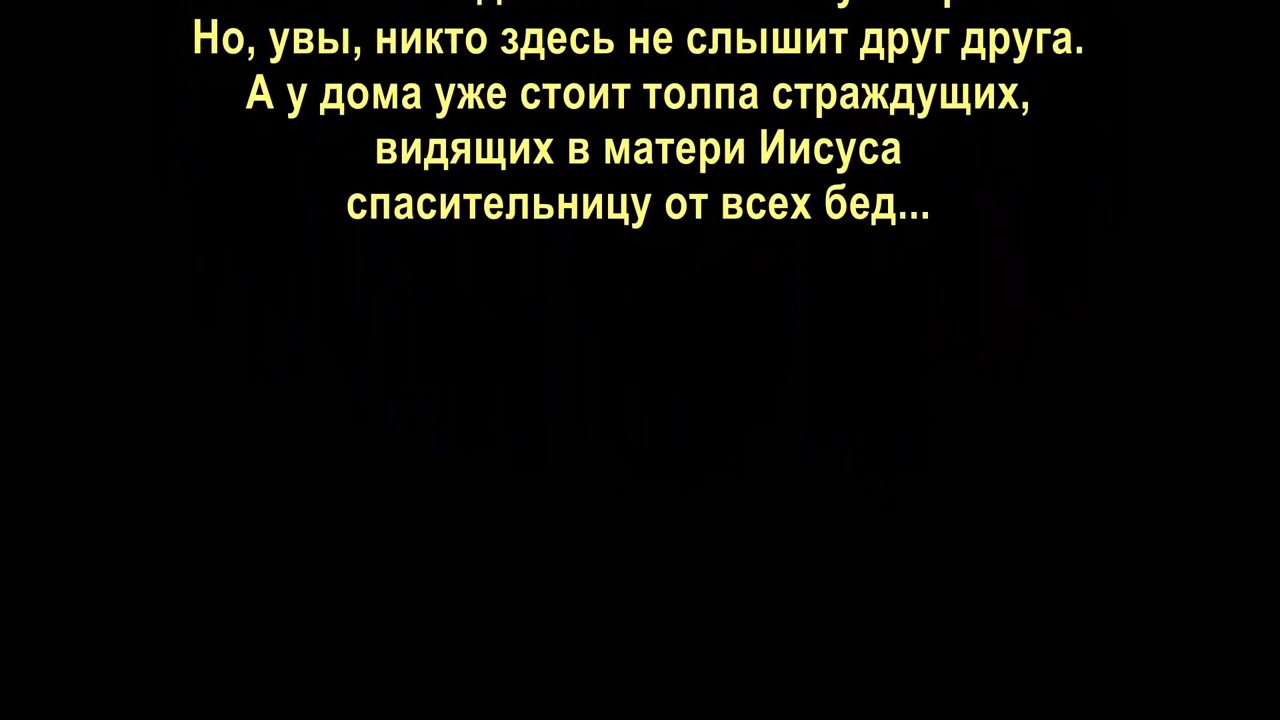 Но, увы, никто здесь не слышит друг друга.
А у дома уже стоит толпа страждущих,
видящих в матери Иисуса
спасительницу от всех бед...